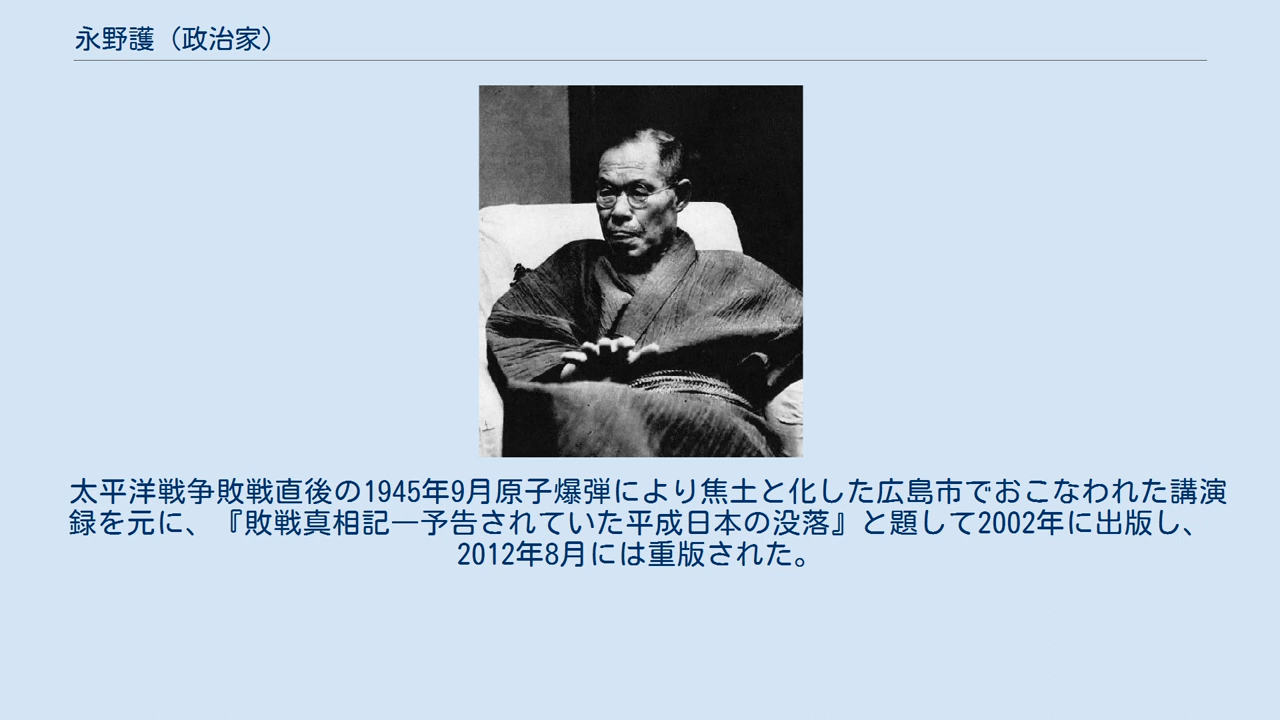 永野護（政治家）
太平洋戦争敗戦直後の1945年9月原子爆弾により焦土と化した広島市でおこなわれた講演
録を元に、『敗戦真相記―予告されていた平成日本の没落』と題して2002年に出版し、
2012年8月には重版された。